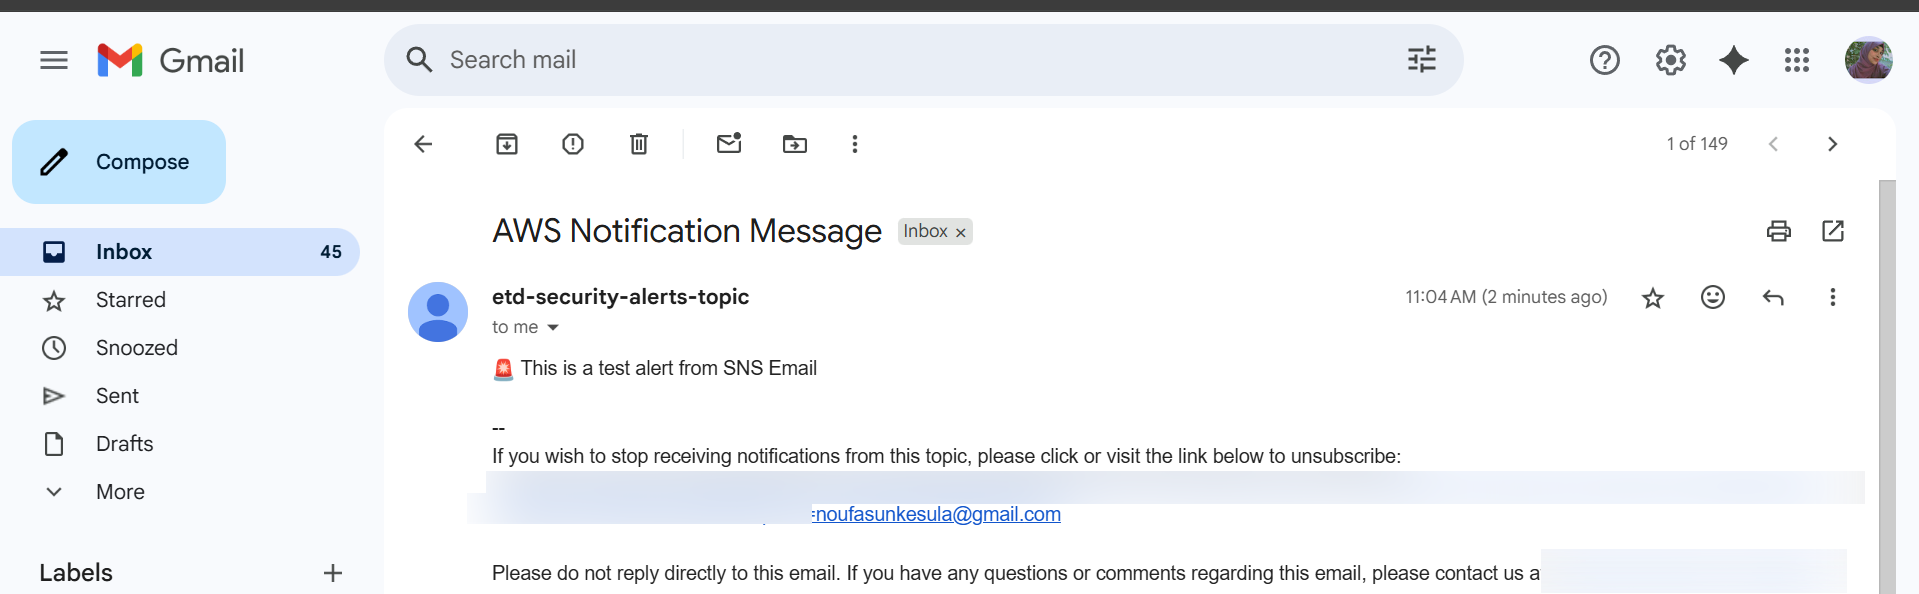 Gmail
Search mail
Compose
1 of 149
AWS Notification Message Inbox ×
Inbox 45
Starred
Snoozed
Sent
Drafts
More
Labels +
etd-security-alerts-topic
11:04 AM (2 minutes ago)
to me
🚨 This is a test alert from SNS Email
--
If you wish to stop receiving notifications from this topic, please click or visit the link below to unsubscribe:
=noufasunkesula@gmail.com
Please do not reply directly to this email. If you have any questions or comments regarding this email, please contact us a